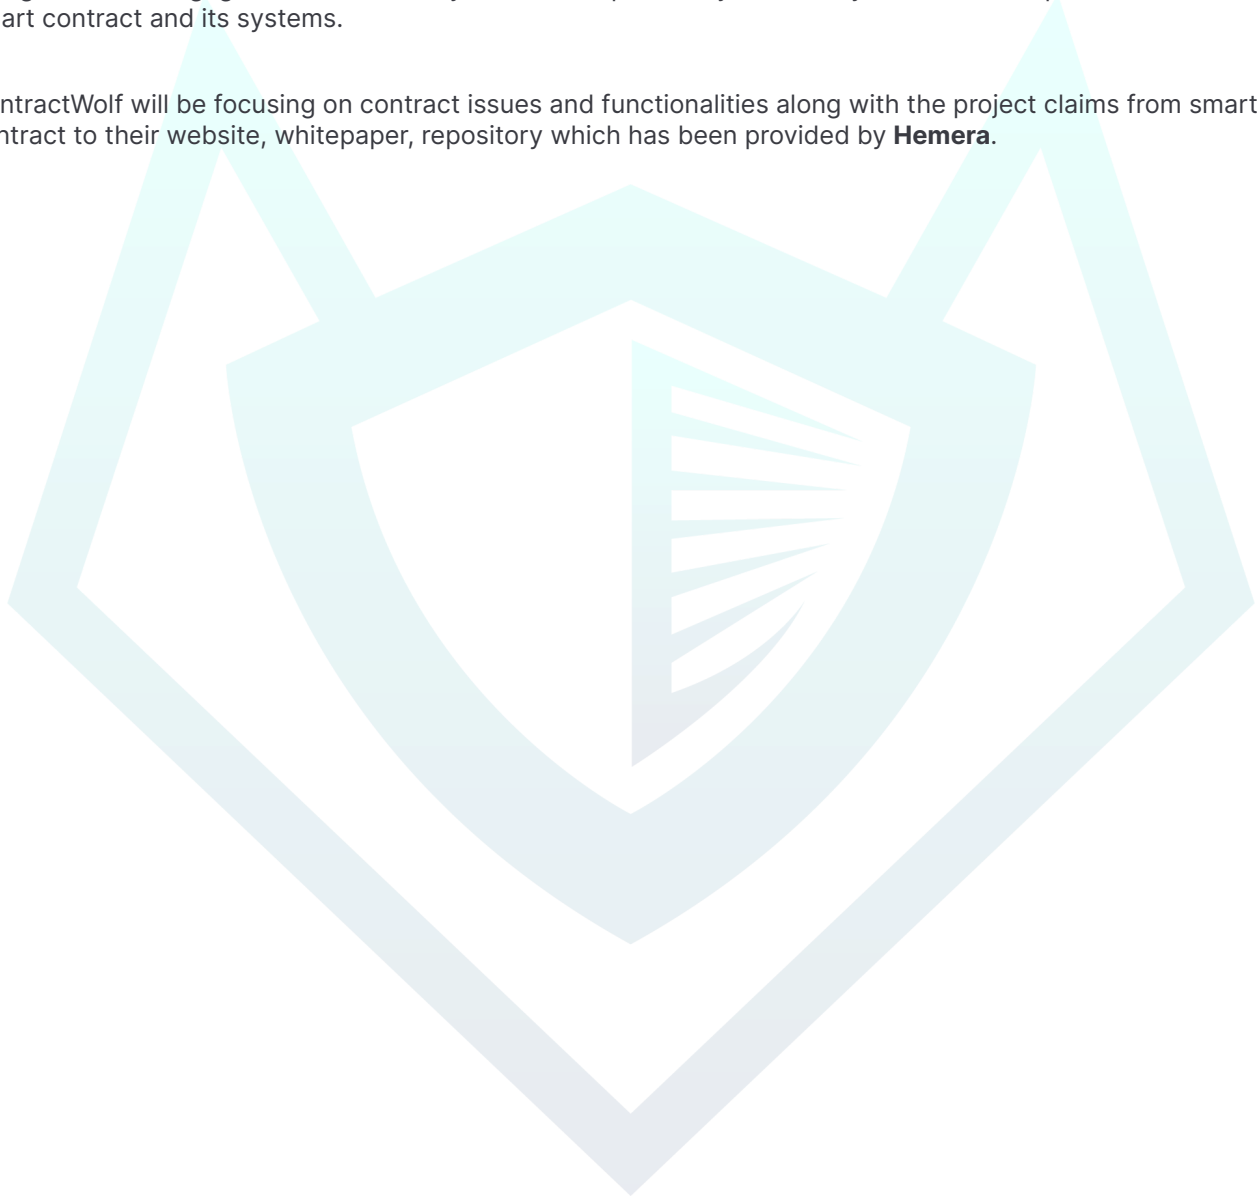 art contract and its systems.
ntractWolf will be focusing on contract issues and functionalities along with the project claims from smart
ntract to their website, whitepaper, repository which has been provided by Hemera.